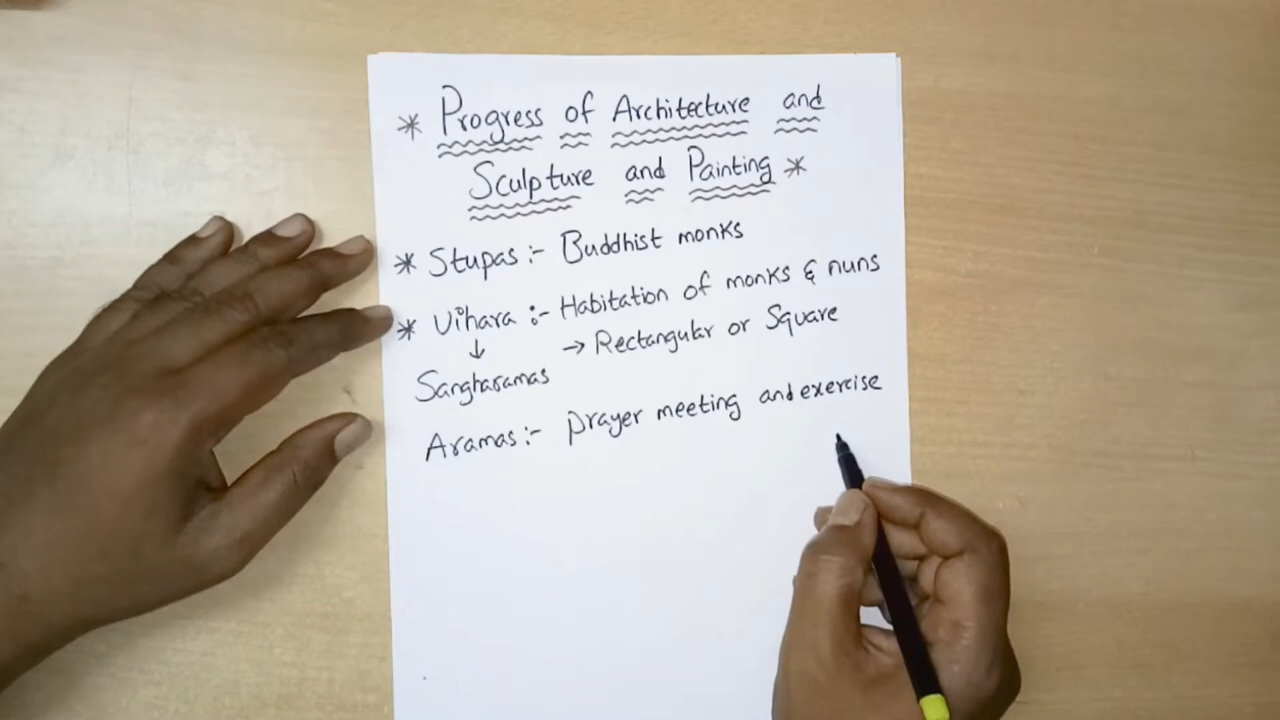 * Progress of Architecture and
Sculpture and Painting *
* Stupas :- Buddhist monks
* Vihara :- Habitation of monks & nuns
↓ → Rectangular or Square
Sangharamas
Aramas :- prayer meeting and exercise